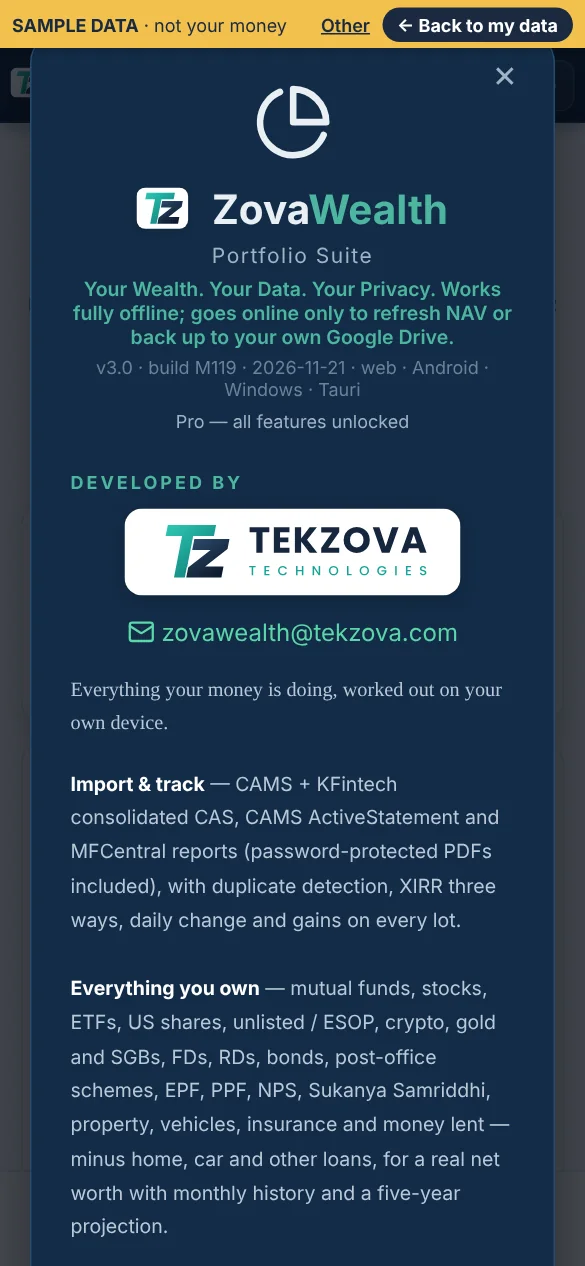 SAMPLE DATA · not your money Other ← Back to my data
Tz ZovaWealth
Portfolio Suite
Your Wealth. Your Data. Your Privacy. Works
fully offline; goes online only to refresh NAV or
back up to your own Google Drive.
v3.0 · build M119 · 2026-11-21 · web · Android ·
Windows · Tauri
Pro — all features unlocked
DEVELOPED BY
Tz TEKZOVA
TECHNOLOGIES
zovawealth@tekzova.com
Everything your money is doing, worked out on your
own device.
Import & track — CAMS + KFintech
consolidated CAS, CAMS ActiveStatement and
MFCentral reports (password-protected PDFs
included), with duplicate detection, XIRR three
ways, daily change and gains on every lot.
Everything you own — mutual funds, stocks,
ETFs, US shares, unlisted / ESOP, crypto, gold
and SGBs, FDs, RDs, bonds, post-office
schemes, EPF, PPF, NPS, Sukanya Samriddhi,
property, vehicles, insurance and money lent —
minus home, car and other loans, for a real net
worth with monthly history and a five-year
projection.